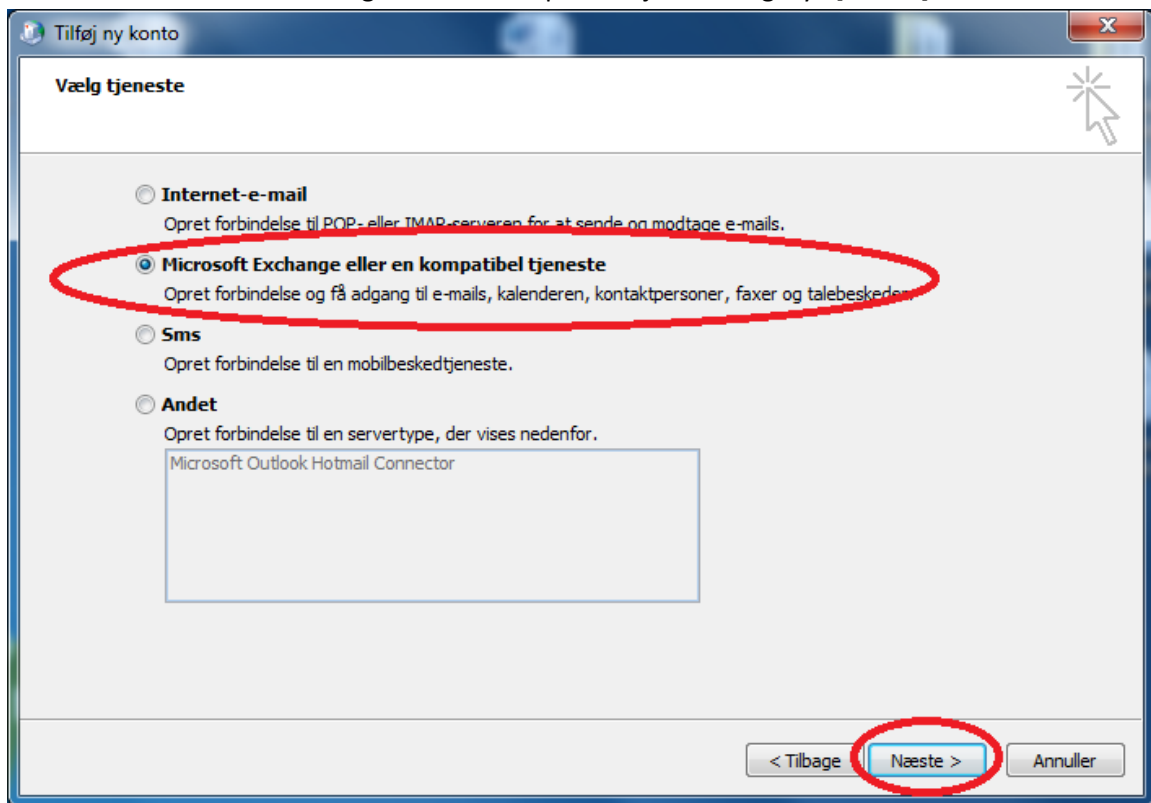 Tilføj ny konto
Vælg tjeneste
Internet-e-mail
Opret forbindelse til POP- eller IMAP-serveren for at sende og modtage e-mails.
Microsoft Exchange eller en kompatibel tjeneste
Opret forbindelse og få adgang til e-mails, kalenderen, kontaktpersoner, faxer og talebeskeder.
Sms
Opret forbindelse til en mobilbeskedtjeneste.
Andet
Opret forbindelse til en servertype, der vises nedenfor.
Microsoft Outlook Hotmail Connector
< Tilbage Næste > Annuller